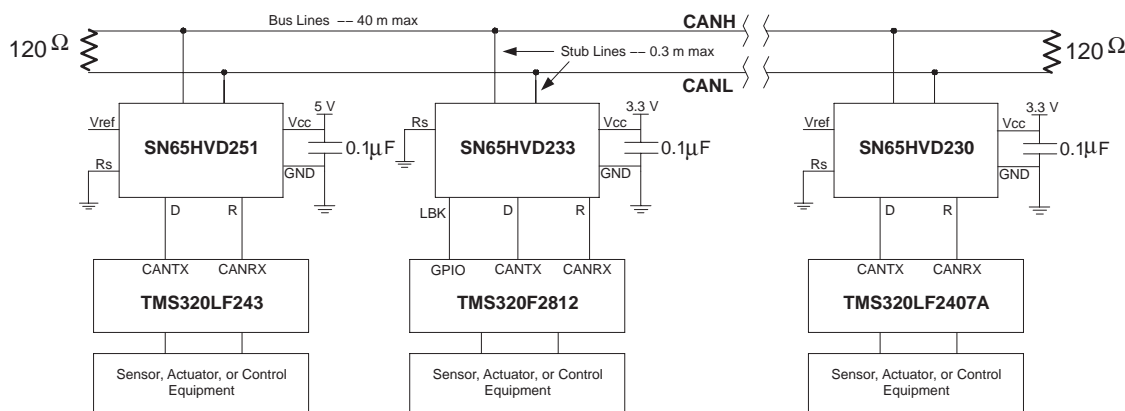 Bus Lines –– 40 m max
CANH
120 Ω
Stub Lines –– 0.3 m max
120 Ω
CANL
5 V
3.3 V
3.3 V
Vref
Vcc
Rs
Vcc
Vref
Vcc
SN65HVD251
0.1µF
SN65HVD233
0.1µF
SN65HVD230
0.1µF
Rs
GND
GND
Rs
GND
D
R
LBK
D
R
D
R
CANTX
CANRX
GPIO
CANTX
CANRX
CANTX
CANRX
TMS320LF243
TMS320F2812
TMS320LF2407A
Sensor, Actuator, or Control
Equipment
Sensor, Actuator, or Control
Equipment
Sensor, Actuator, or Control
Equipment